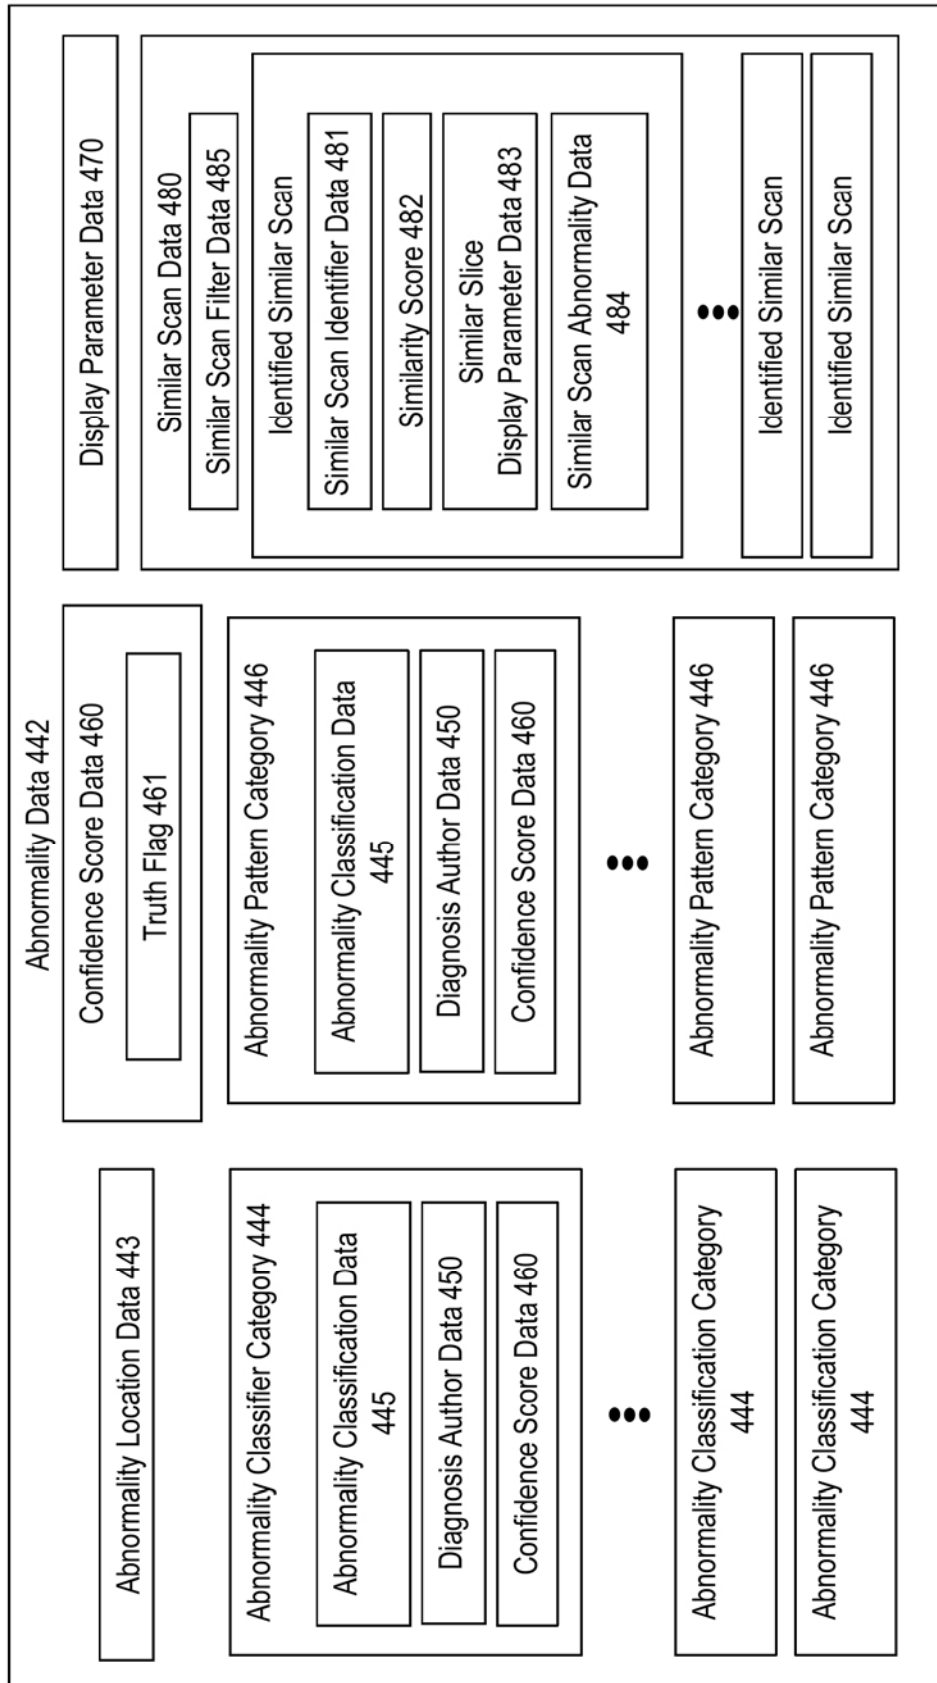 Abnormality Data 442
Abnormality Location Data 443
Abnormality Classifier Category 444
Abnormality Classification Data
445
Diagnosis Author Data 450
Confidence Score Data 460
Abnormality Classification Category
444
Abnormality Classification Category
444
Confidence Score Data 460
Truth Flag 461
Abnormality Pattern Category 446
Abnormality Classification Data
445
Diagnosis Author Data 450
Confidence Score Data 460
Abnormality Pattern Category 446
Abnormality Pattern Category 446
Display Parameter Data 470
Similar Scan Data 480
Similar Scan Filter Data 485
Identified Similar Scan
Similar Scan Identifier Data 481
Similarity Score 482
Similar Slice
Display Parameter Data 483
Similar Scan Abnormality Data
484
Identified Similar Scan
Identified Similar Scan